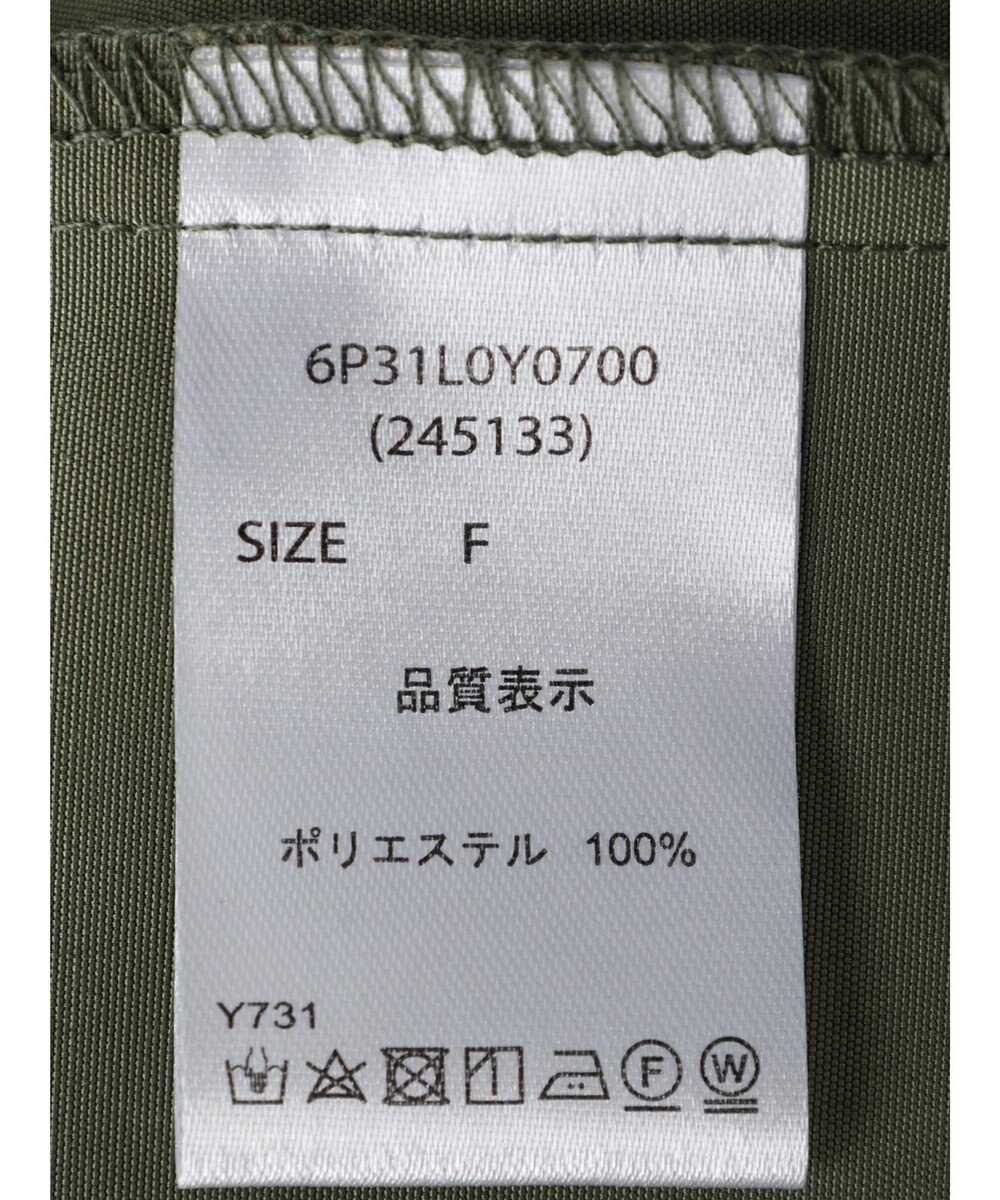 6P31L0Y0700
(245133)
SIZE F
品質表示
ポリエステル 100%
Y731
F W